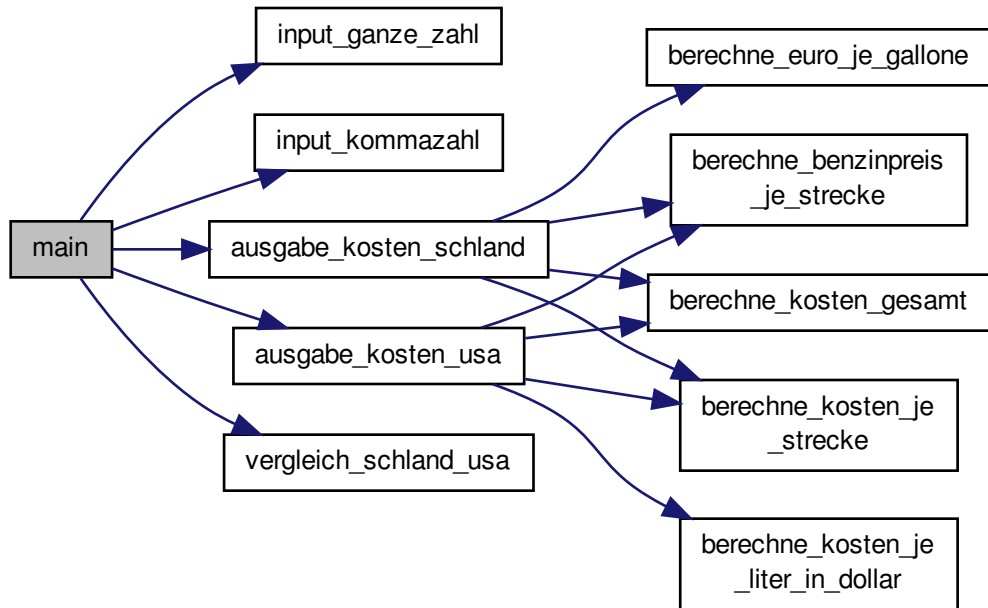 main
input_ganze_zahl
input_kommazahl
ausgabe_kosten_schland
ausgabe_kosten_usa
vergleich_schland_usa
berechne_euro_je_gallone
berechne_benzinpreis
_je_strecke
berechne_kosten_gesamt
berechne_kosten_je
_strecke
berechne_kosten_je
_liter_in_dollar